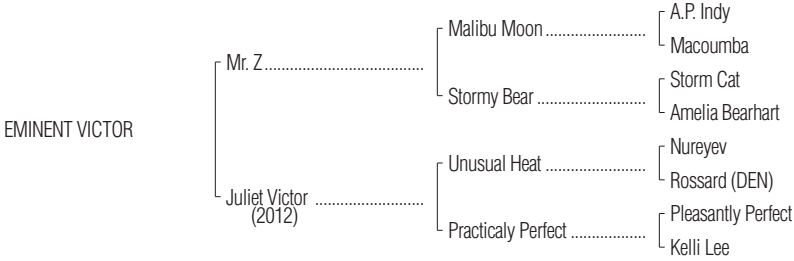 EMINENT VICTOR
Mr. Z
Juliet Victor
(2012)
Malibu Moon
Stormy Bear
Unusual Heat
Practicaly Perfect
A.P. Indy
Macoumba
Storm Cat
Amelia Bearhart
Nureyev
Rossard (DEN)
Pleasantly Perfect
Kelli Lee